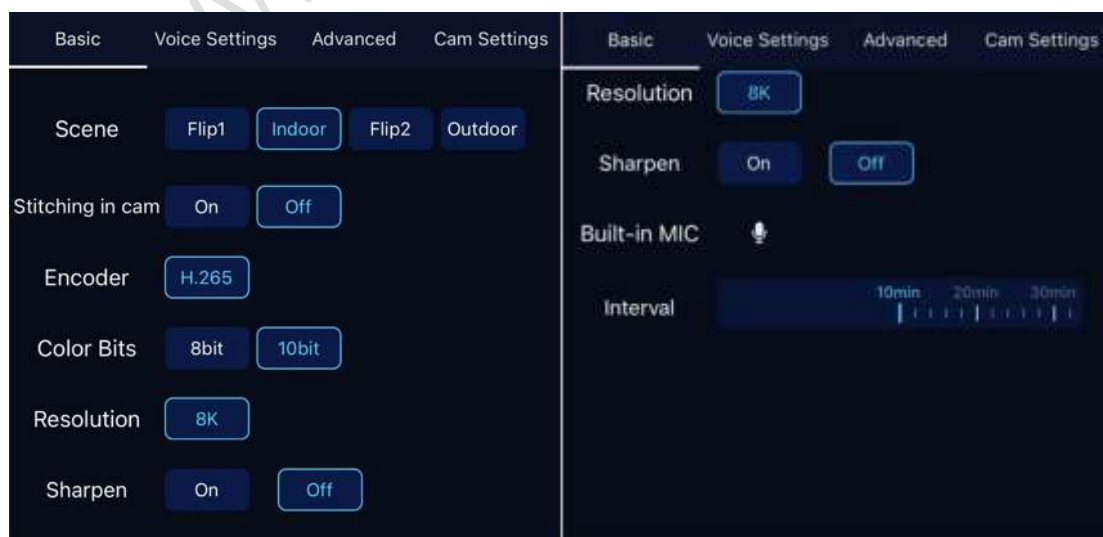 Basic Voice Settings Advanced Cam Settings
Scene Flip1 Indoor Flip2 Outdoor
Stitching in cam On Off
Encoder H.265
Color Bits 8bit 10bit
Resolution 8K
Sharpen On Off
Basic Voice Settings Advanced Cam Settings
Resolution 8K
Sharpen On Off
Built-in MIC
10min 20min 30min
Interval